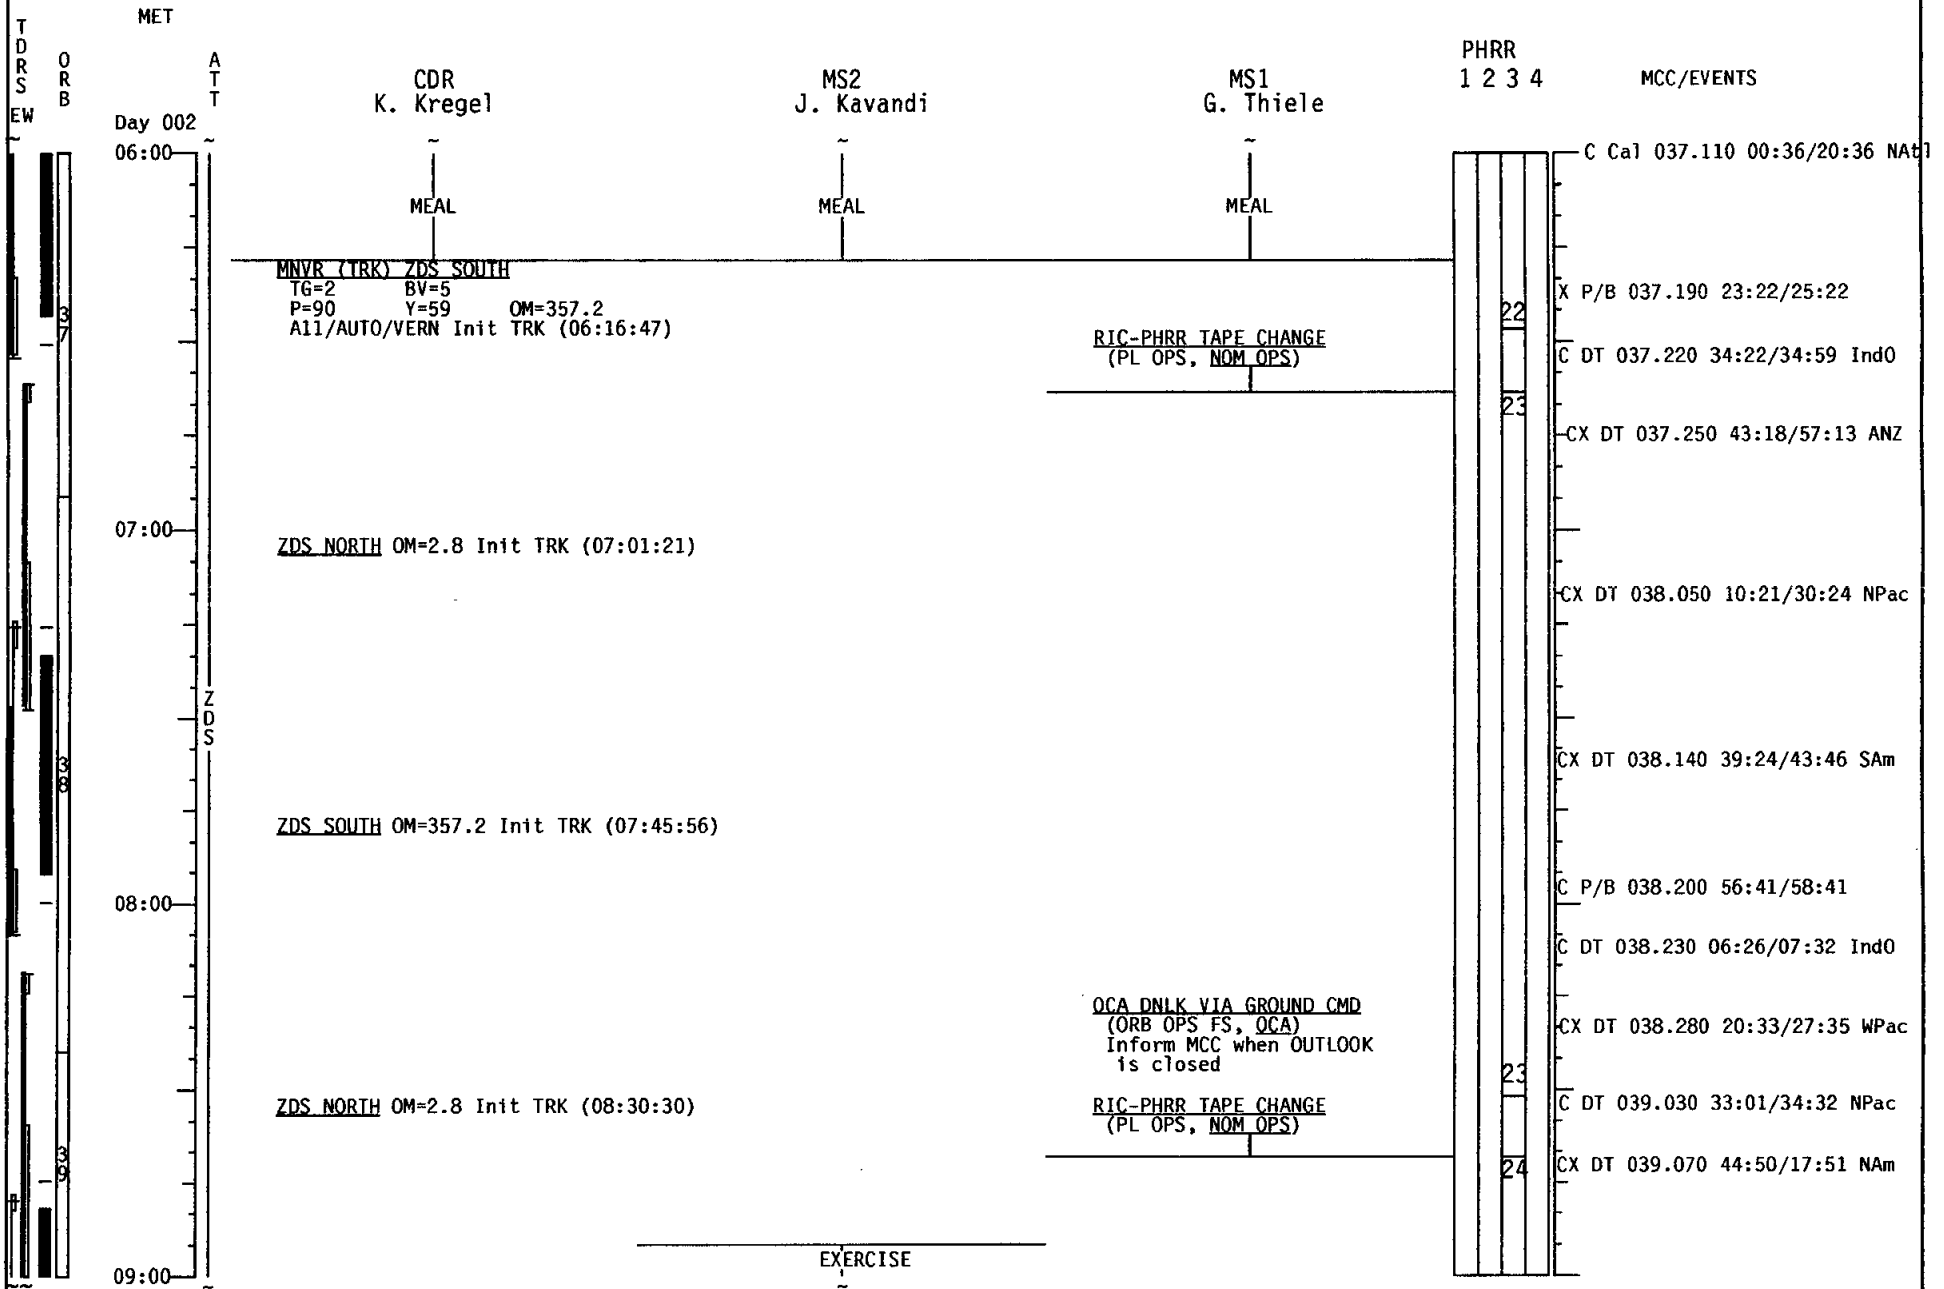 MET
TDRS
EW
ORB
ATT
Day 002
CDR
K. Kregel
MS2
J. Kavandi
MS1
G. Thiele
PHRR
1 2 3 4
MCC/EVENTS
~ ~ ~ ~ ~
06:00
C Cal 037.110 00:36/20:36 NAtl
MEAL MEAL MEAL
MNVR (TRK) ZDS SOUTH
TG=2 BV=5
P=90 Y=59 OM=357.2
All/AUTO/VERN Init TRK (06:16:47)
X P/B 037.190 23:22/25:22
37
22
RIC-PHRR TAPE CHANGE
(PL OPS, NOM OPS)
C DT 037.220 34:22/34:59 IndO
23
CX DT 037.250 43:18/57:13 ANZ
07:00
ZDS NORTH OM=2.8 Init TRK (07:01:21)
CX DT 038.050 10:21/30:24 NPac
ZDS
38
CX DT 038.140 39:24/43:46 SAm
ZDS SOUTH OM=357.2 Init TRK (07:45:56)
C P/B 038.200 56:41/58:41
08:00
C DT 038.230 06:26/07:32 IndO
OCA DNLK VIA GROUND CMD
(ORB OPS FS, OCA)
Inform MCC when OUTLOOK
is closed
CX DT 038.280 20:33/27:35 WPac
23
ZDS NORTH OM=2.8 Init TRK (08:30:30)
RIC-PHRR TAPE CHANGE
(PL OPS, NOM OPS)
C DT 039.030 33:01/34:32 NPac
39
24
CX DT 039.070 44:50/17:51 NAm
EXERCISE
09:00
~~ ~ ~